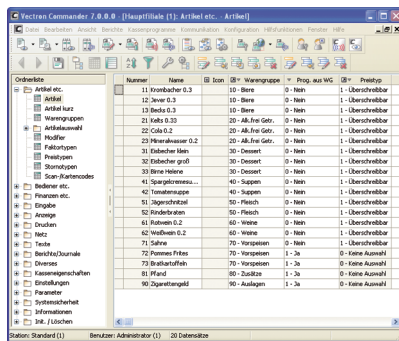 Vectron Commander 7.0.0.0 - [Hauptfiliale (1): Artikel etc. - Artikel]
Datei Bearbeiten Ansicht Berichte Kassenprogramme Kommunikation Konfiguration Hilfsfunktionen Fenster Hilfe
Ordnerliste
Artikel etc.
Artikel
Artikel kurz
Warengruppen
Artikelauswahl
Modifier
Faktortypen
Preistypen
Stornotypen
Scan-/Kartencodes
Bediener etc.
Finanzen etc.
Eingabe
Anzeige
Drucken
Netz
Texte
Berichte/Journale
Diverses
Kasseneigenschaften
Einstellungen
Parameter
Systemsicherheit
Informationen
Init. / Löschen
Nummer Name Icon Warengruppe Prog. aus WG Preistyp
11 Krombacher 0.3 10 - Biere 0 - Nein 1 - Überschreibbar
12 Jever 0.3 10 - Biere 0 - Nein 1 - Überschreibbar
13 Becks 0.3 10 - Biere 0 - Nein 1 - Überschreibbar
21 Kelts 0.33 20 - Alk.frei Getr. 0 - Nein 1 - Überschreibbar
22 Cola 0.2 20 - Alk.frei Getr. 0 - Nein 1 - Überschreibbar
23 Mineralwasser 0.2 20 - Alk.frei Getr. 0 - Nein 1 - Überschreibbar
31 Eisbecher klein 30 - Dessert 0 - Nein 1 - Überschreibbar
32 Eisbecher groß 30 - Dessert 0 - Nein 1 - Überschreibbar
33 Birne Helene 30 - Dessert 0 - Nein 1 - Überschreibbar
41 Spargelcremesu... 40 - Suppen 0 - Nein 1 - Überschreibbar
42 Tomatensuppe 40 - Suppen 0 - Nein 1 - Überschreibbar
51 Jägerschnitzel 50 - Fleisch 0 - Nein 1 - Überschreibbar
52 Rinderbraten 50 - Fleisch 0 - Nein 1 - Überschreibbar
61 Rotwein 0.2 60 - Weine 0 - Nein 1 - Überschreibbar
62 Weißwein 0.2 60 - Weine 0 - Nein 1 - Überschreibbar
71 Sahne 70 - Vorspeisen 0 - Nein 1 - Überschreibbar
72 Pommes Frites 70 - Vorspeisen 1 - Ja 0 - Keine Auswahl
73 Bratkartoffeln 70 - Vorspeisen 1 - Ja 0 - Keine Auswahl
81 Pfand 80 - Zusätze 1 - Ja 0 - Keine Auswahl
90 Zigarettengeld 90 - Auslagen 1 - Ja 0 - Keine Auswahl
Station: Standard (1) Benutzer: Administrator (1) 20 Datensätze